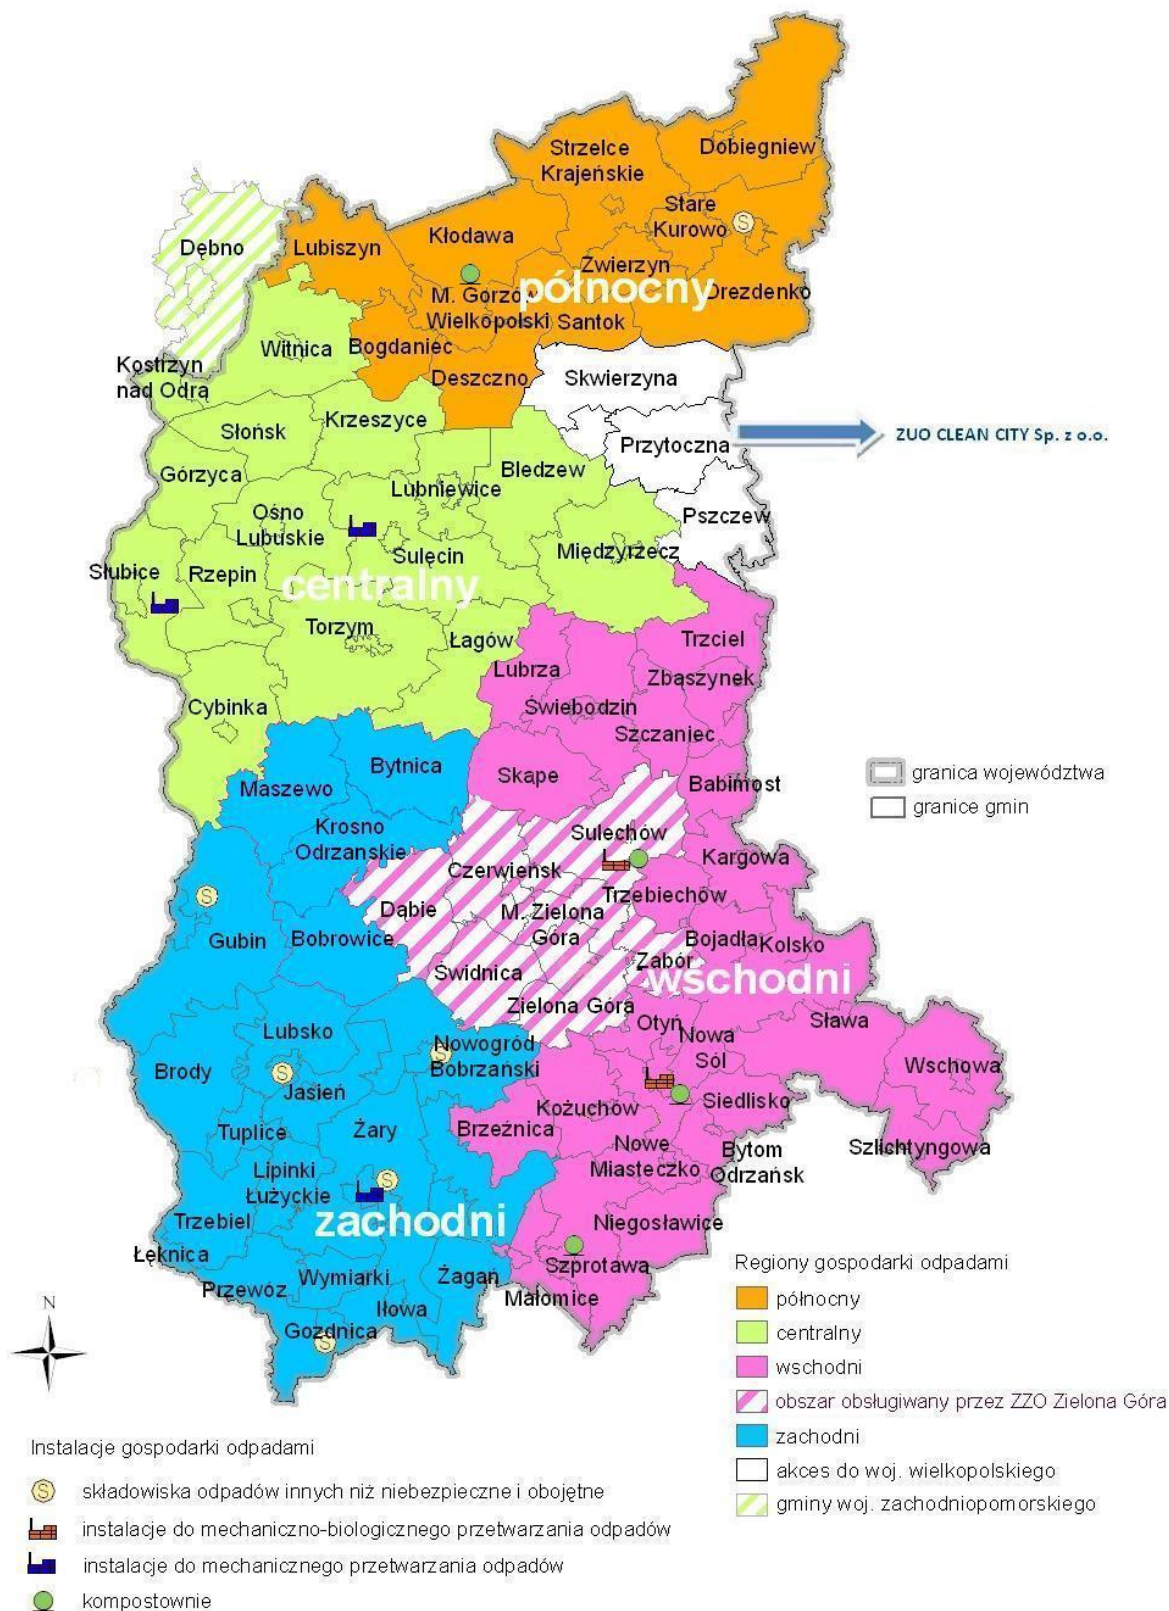 Dobiegniew
Strzelce
Krajeńskie
Stare
Kurowo
Dębno
Lubiszyn
Kłodawa
Zwierzyn
północny
Drezdenko
M. Gorzów
Wielkopolski
Santok
Witnica
Bogdaniec
Kostrzyn
nad Odrą
Deszczno
Skwierzyna
Krzeszyce
Słońsk
Przytoczna
ZUO CLEAN CITY Sp. z o.o.
Górzyca
Bledzew
Lubniewice
Ośno
Lubuskie
Pszczew
Sulęcin
Międzyrzecz
Słubice
Rzepin
centralny
Torzym
Łagów
Trzciel
Lubrza
Zbąszynek
Cybinka
Świebodzin
Szczaniec
Bytnica
Skape
Maszewo
Babimost
granica województwa
granice gmin
Krosno
Odrzanskie
Sulechów
Kargowa
Czerwieńsk
Trzebiechów
Dąbie
M. Zielona
Góra
Gubin
Bobrowice
Bojadła
Kolsko
Zabór
Świdnica
wschodni
Zielona Góra
Otyń
Nowa
Sól
Sława
Lubsko
Nowogród
Bobrzański
Wschowa
Brody
Jasień
Siedlisko
Kożuchów
Tuplice
Żary
Brzeźnica
Nowe
Miasteczko
Bytom
Odrzańsk
Szlichtyngowa
Lipinki
Łużyckie
zachodni
Trzebiel
Niegosławice
Łęknica
Szprotawa
Przewóz
Wymiarki
Żagań
Małomice
Iłowa
Gozdnica
N
Regiony gospodarki odpadami
północny
centralny
wschodni
obszar obsługiwany przez ZZO Zielona Góra
zachodni
akces do woj. wielkopolskiego
gminy woj. zachodniopomorskiego
Instalacje gospodarki odpadami
S składowiska odpadów innych niż niebezpieczne i obojętne
instalacje do mechaniczno-biologicznego przetwarzania odpadów
instalacje do mechanicznego przetwarzania odpadów
kompostownie